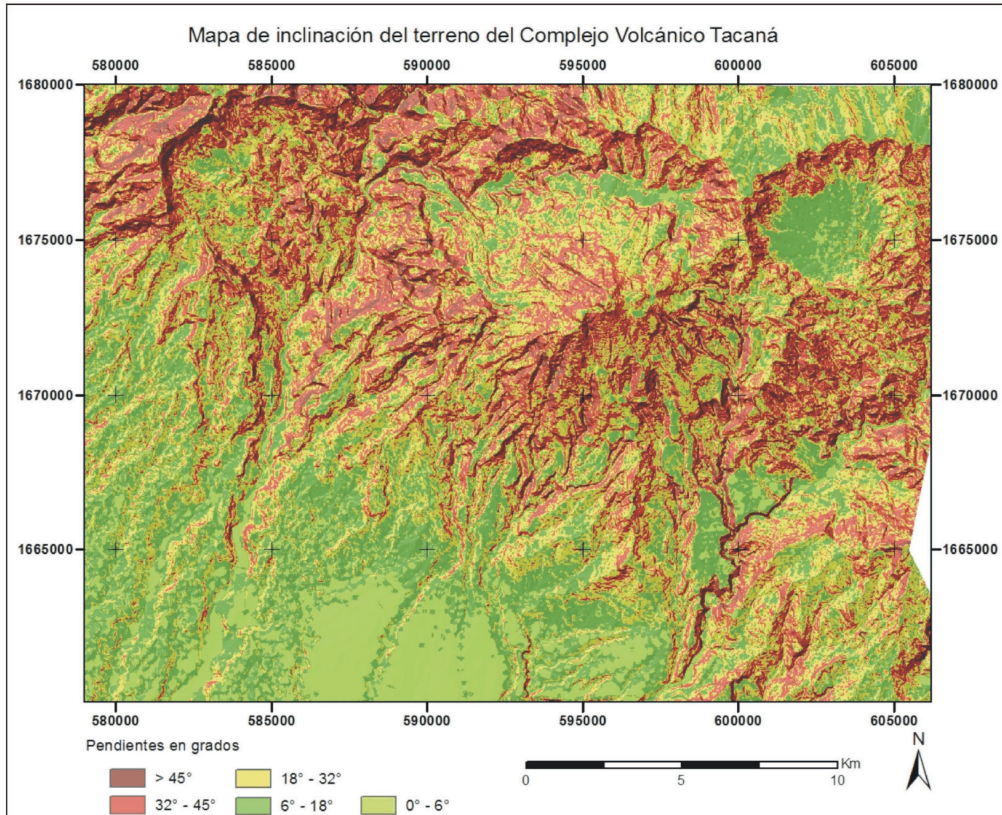 Mapa de inclinación del terreno del Complejo Volcánico Tacaná
580000 585000 590000 595000 600000 605000
1680000 1680000
1675000 1675000
1670000 1670000
1665000 1665000
580000 585000 590000 595000 600000 605000
Pendientes en grados
> 45° 18° - 32°
32° - 45° 6° - 18° 0° - 6°
Km
0 5 10
N